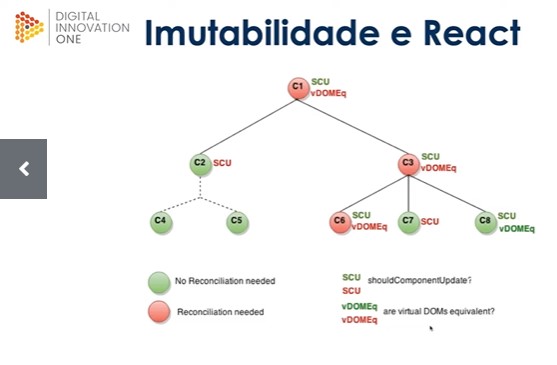 DIGITAL
INNOVATION
ONE
Imutabilidade e React
C1 SCU
vDOMEq
C2 SCU
C3 SCU
vDOMEq
C4
C5
C6 SCU
vDOMEq
C7 SCU
C8 SCU
vDOMEq
No Reconciliation needed
Reconciliation needed
SCU shouldComponentUpdate?
SCU
vDOMEq are virtual DOMs equivalent?
vDOMEq